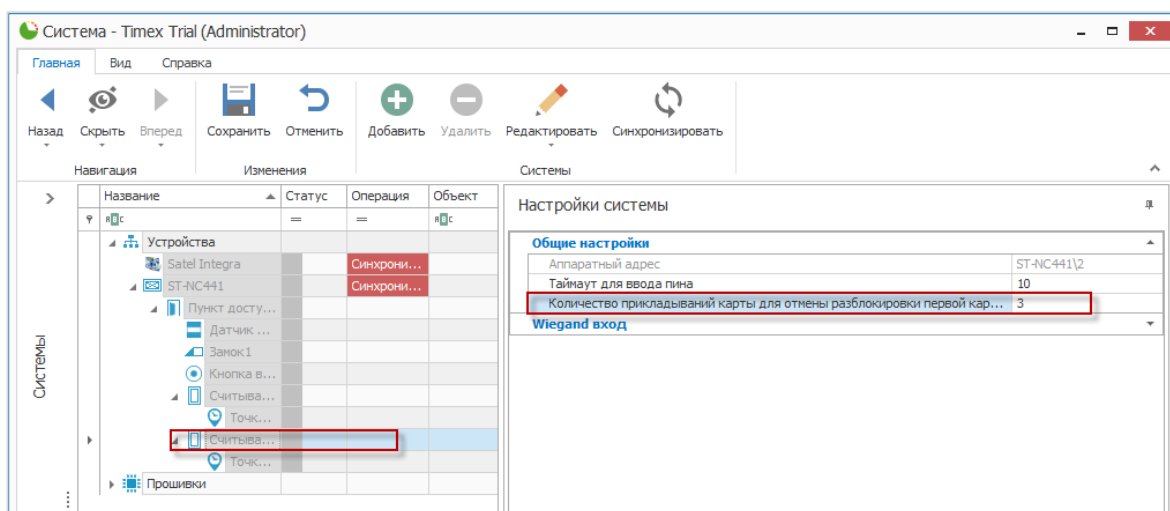 Система - Timex Trial (Administrator)
Главная Вид Справка
Назад Скрыть Вперед Сохранить Отменить Добавить Удалить Редактировать Синхронизировать
Навигация Изменения Системы
Название Статус Операция Объект
Настройки системы
ABC = = ABC
Устройства
Общие настройки
Satel Integra Синхрони...
Аппаратный адрес ST-NC441\2
ST-NC441 Синхрони...
Таймаут для ввода пина 10
Пункт досту...
Количество прикладываний карты для отмены разблокировки первой кар... 3
Датчик ...
Wiegand вход
Замок1
Кнопка в...
Считыва...
Точк...
Считыва...
Точк...
Прошивки
Системы